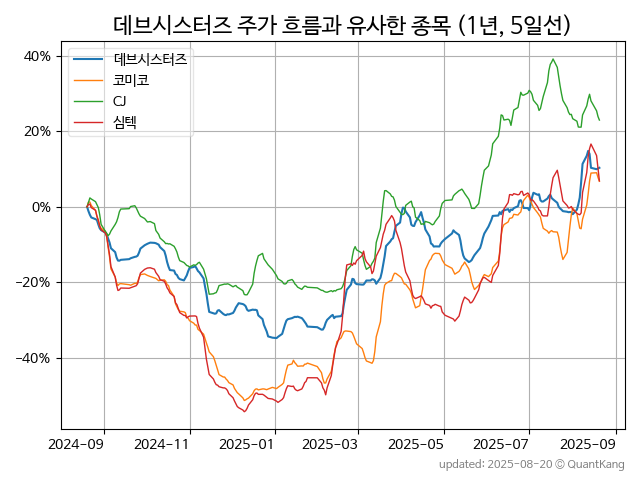 데브시스터즈 주가 흐름과 유사한 종목 (1년, 5일선)
데브시스터즈
코미코
CJ
심텍
40%
20%
0%
−20%
−40%
2024-09 2024-11 2025-01 2025-03 2025-05 2025-07 2025-09
updated: 2025-08-20 © QuantKang